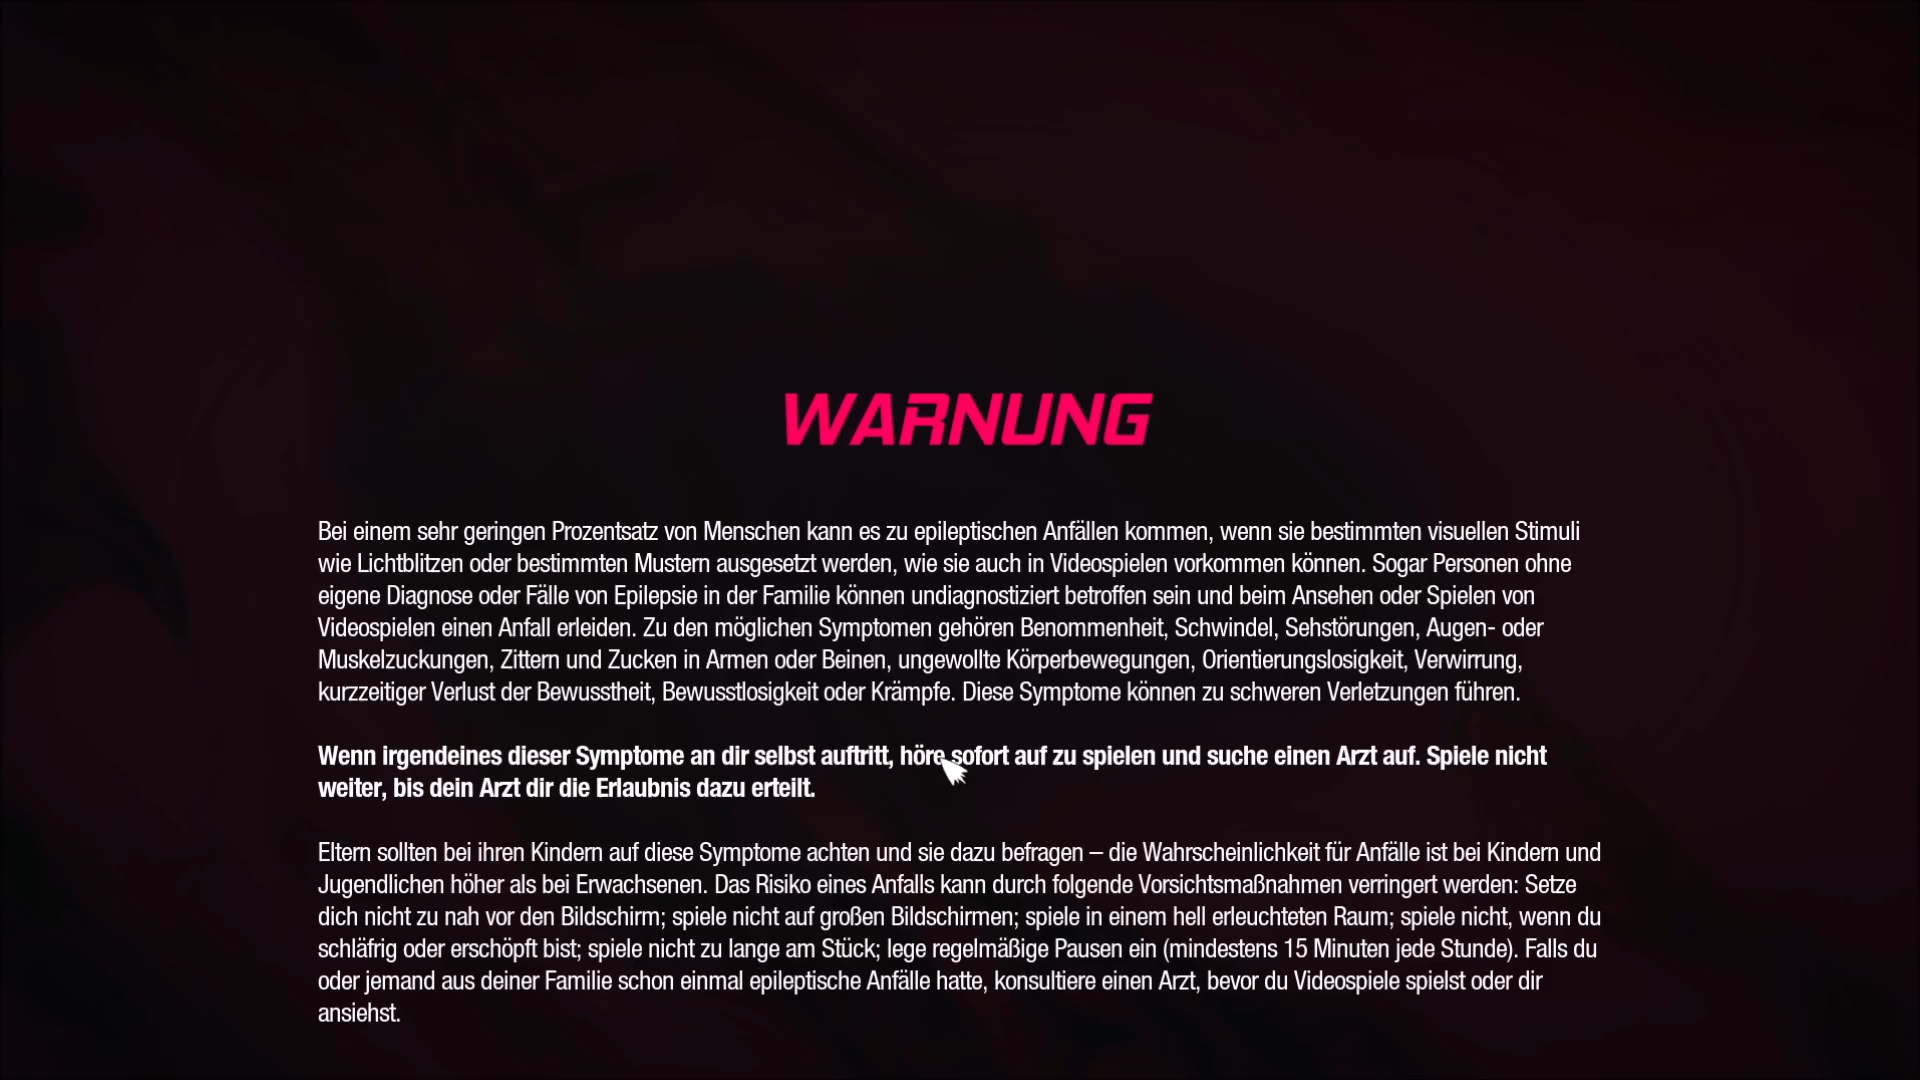 WARNUNG
Bei einem sehr geringen Prozentsatz von Menschen kann es zu epileptischen Anfällen kommen, wenn sie bestimmten visuellen Stimuli
wie Lichtblitzen oder bestimmten Mustern ausgesetzt werden, wie sie auch in Videospielen vorkommen können. Sogar Personen ohne
eigene Diagnose oder Fälle von Epilepsie in der Familie können undiagnostiziert betroffen sein und beim Ansehen oder Spielen von
Videospielen einen Anfall erleiden. Zu den möglichen Symptomen gehören Benommenheit, Schwindel, Sehstörungen, Augen- oder
Muskelzuckungen, Zittern und Zucken in Armen oder Beinen, ungewollte Körperbewegungen, Orientierungslosigkeit, Verwirrung,
kurzzeitiger Verlust der Bewusstheit, Bewusstlosigkeit oder Krämpfe. Diese Symptome können zu schweren Verletzungen führen.
Wenn irgendeines dieser Symptome an dir selbst auftritt, höre sofort auf zu spielen und suche einen Arzt auf. Spiele nicht
weiter, bis dein Arzt dir die Erlaubnis dazu erteilt.
Eltern sollten bei ihren Kindern auf diese Symptome achten und sie dazu befragen – die Wahrscheinlichkeit für Anfälle ist bei Kindern und
Jugendlichen höher als bei Erwachsenen. Das Risiko eines Anfalls kann durch folgende Vorsichtsmaßnahmen verringert werden: Setze
dich nicht zu nah vor den Bildschirm; spiele nicht auf großen Bildschirmen; spiele in einem hell erleuchteten Raum; spiele nicht, wenn du
schläfrig oder erschöpft bist; spiele nicht zu lange am Stück; lege regelmäßige Pausen ein (mindestens 15 Minuten jede Stunde). Falls du
oder jemand aus deiner Familie schon einmal epileptische Anfälle hatte, konsultiere einen Arzt, bevor du Videospiele spielst oder dir
ansiehst.